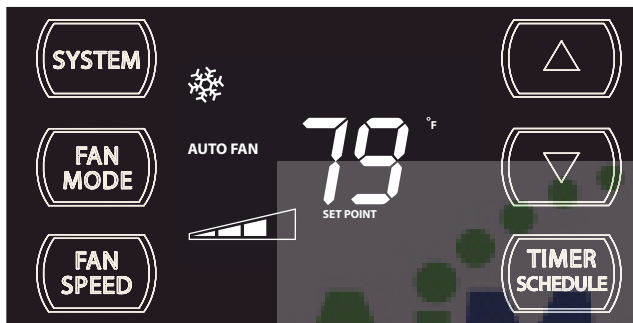 SYSTEM
FAN
MODE
FAN
SPEED
AUTO FAN
79
°F
SET POINT
TIMER
SCHEDULE